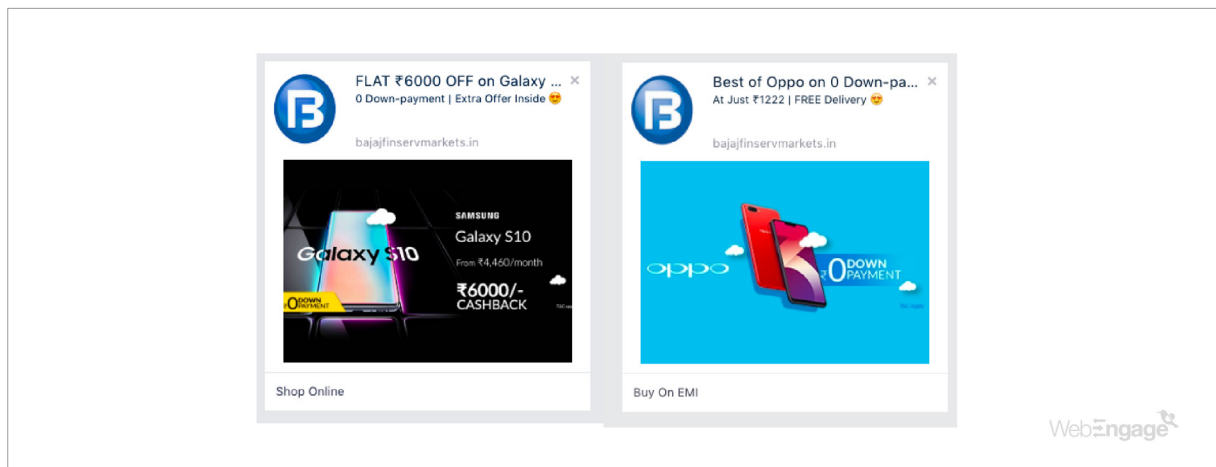 FLAT ₹6000 OFF on Galaxy ... ×
0 Down-payment | Extra Offer Inside 😍
bajajfinservmarkets.in
SAMSUNG
Galaxy S10
Galaxy S10
From ₹4,460/month
₹6000/-
CASHBACK
₹0 DOWN
PAYMENT
Shop Online
Best of Oppo on 0 Down-pa... ×
At Just ₹1222 | FREE Delivery 😍
bajajfinservmarkets.in
oppo
₹0 DOWN
PAYMENT
Buy On EMI
WebEngage